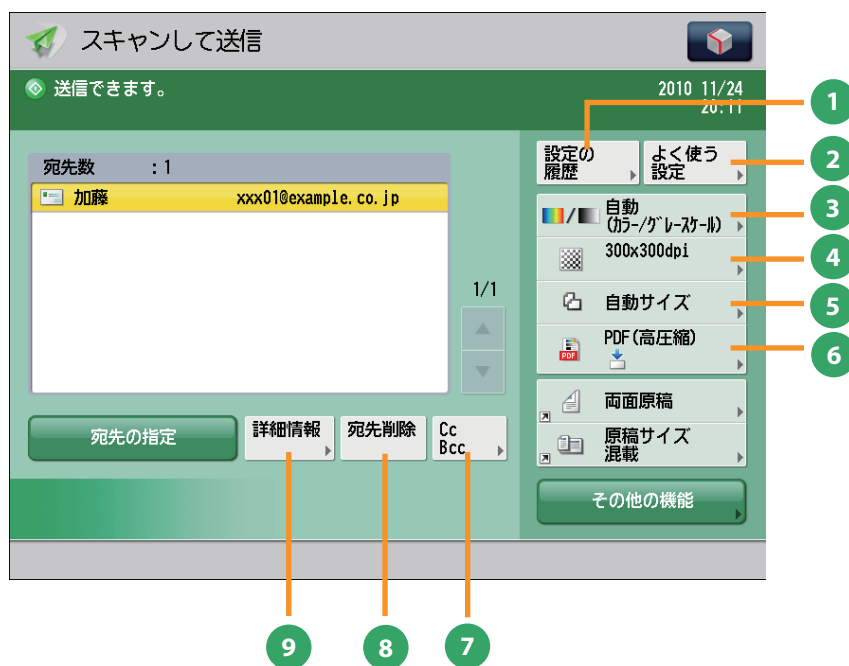 スキャンして送信
送信できます。
2010 11/24
20:11
宛先数 :1
加藤 xxx01@example.co.jp
1/1
宛先の指定
詳細情報
宛先削除
Cc
Bcc
設定の
履歴
よく使う
設定
自動
(カラー/グレースケール)
300x300dpi
自動サイズ
PDF(高圧縮)
PDF
両面原稿
原稿サイズ
混載
その他の機能
1
2
3
4
5
6
9
8
7